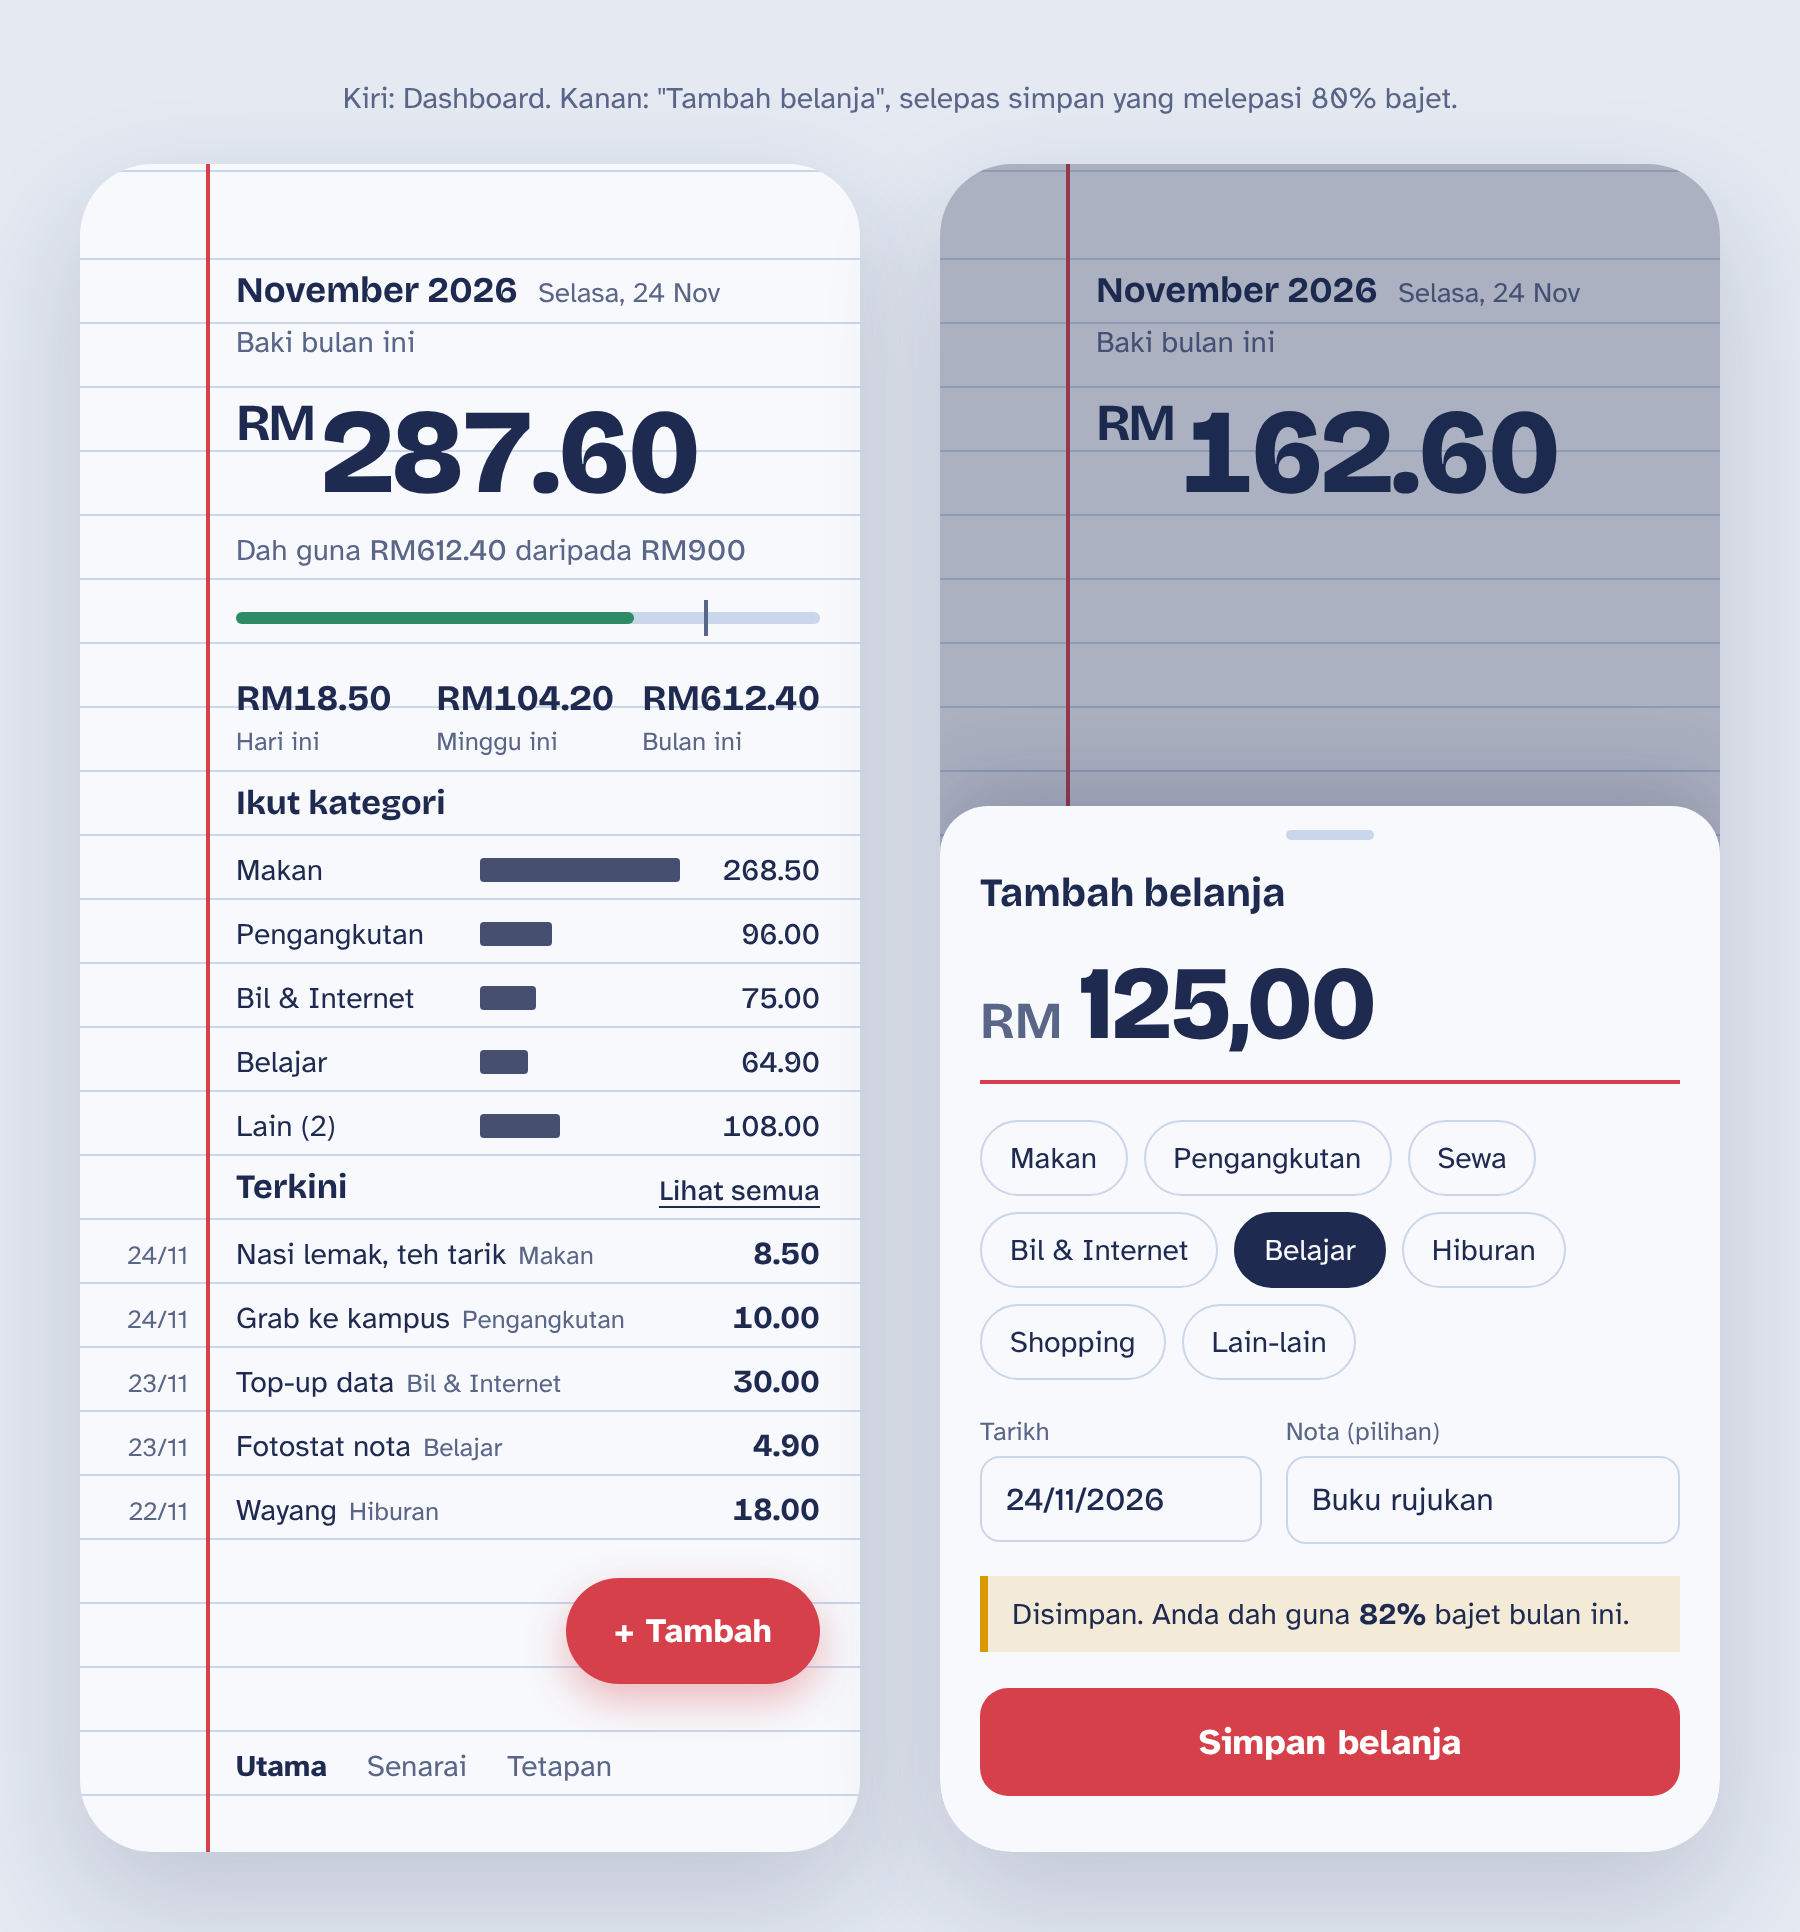 Kiri: Dashboard. Kanan: "Tambah belanja", selepas simpan yang melepasi 80% bajet.
November 2026 Selasa, 24 Nov
Baki bulan ini
RM287.60
Dah guna RM612.40 daripada RM900
RM18.50 RM104.20 RM612.40
Hari ini Minggu ini Bulan ini
Ikut kategori
Makan 268.50
Pengangkutan 96.00
Bil & Internet 75.00
Belajar 64.90
Lain (2) 108.00
Terkini Lihat semua
24/11 Nasi lemak, teh tarik Makan 8.50
24/11 Grab ke kampus Pengangkutan 10.00
23/11 Top-up data Bil & Internet 30.00
23/11 Fotostat nota Belajar 4.90
22/11 Wayang Hiburan 18.00
+ Tambah
Utama Senarai Tetapan
November 2026 Selasa, 24 Nov
Baki bulan ini
RM162.60
Tambah belanja
RM 125,00
Makan Pengangkutan Sewa
Bil & Internet Belajar Hiburan
Shopping Lain-lain
Tarikh Nota (pilihan)
24/11/2026 Buku rujukan
Disimpan. Anda dah guna 82% bajet bulan ini.
Simpan belanja